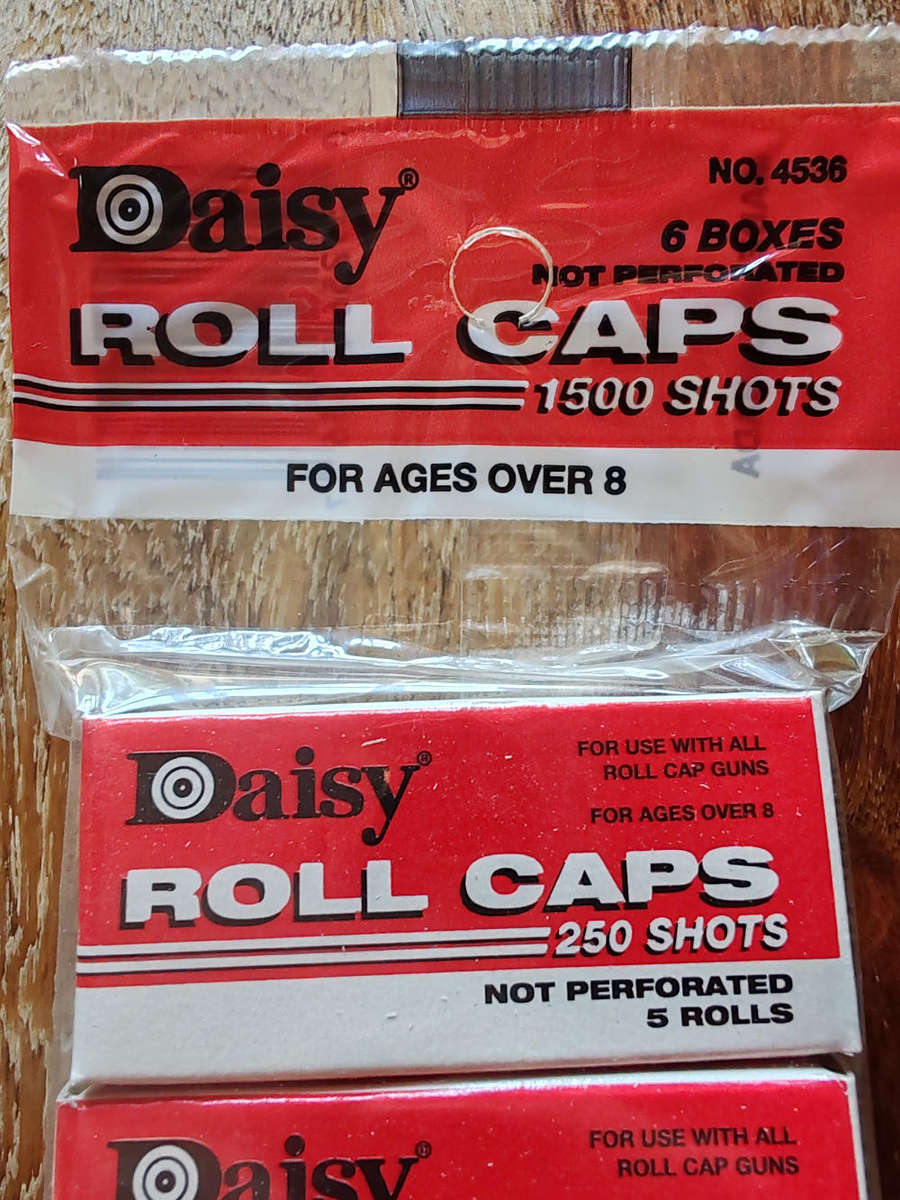 Daisy®
NO. 4536
6 BOXES
NOT PERFORATED
ROLL CAPS
1500 SHOTS
FOR AGES OVER 8
Daisy®
FOR USE WITH ALL
ROLL CAP GUNS
FOR AGES OVER 8
ROLL CAPS
250 SHOTS
NOT PERFORATED
5 ROLLS
Daisy®
FOR USE WITH ALL
ROLL CAP GUNS